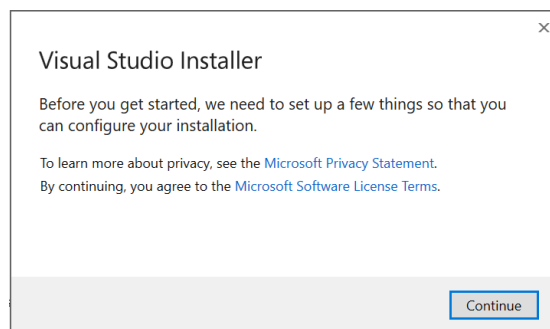 Visual Studio Installer
Before you get started, we need to set up a few things so that you
can configure your installation.
To learn more about privacy, see the Microsoft Privacy Statement.
By continuing, you agree to the Microsoft Software License Terms.
Continue